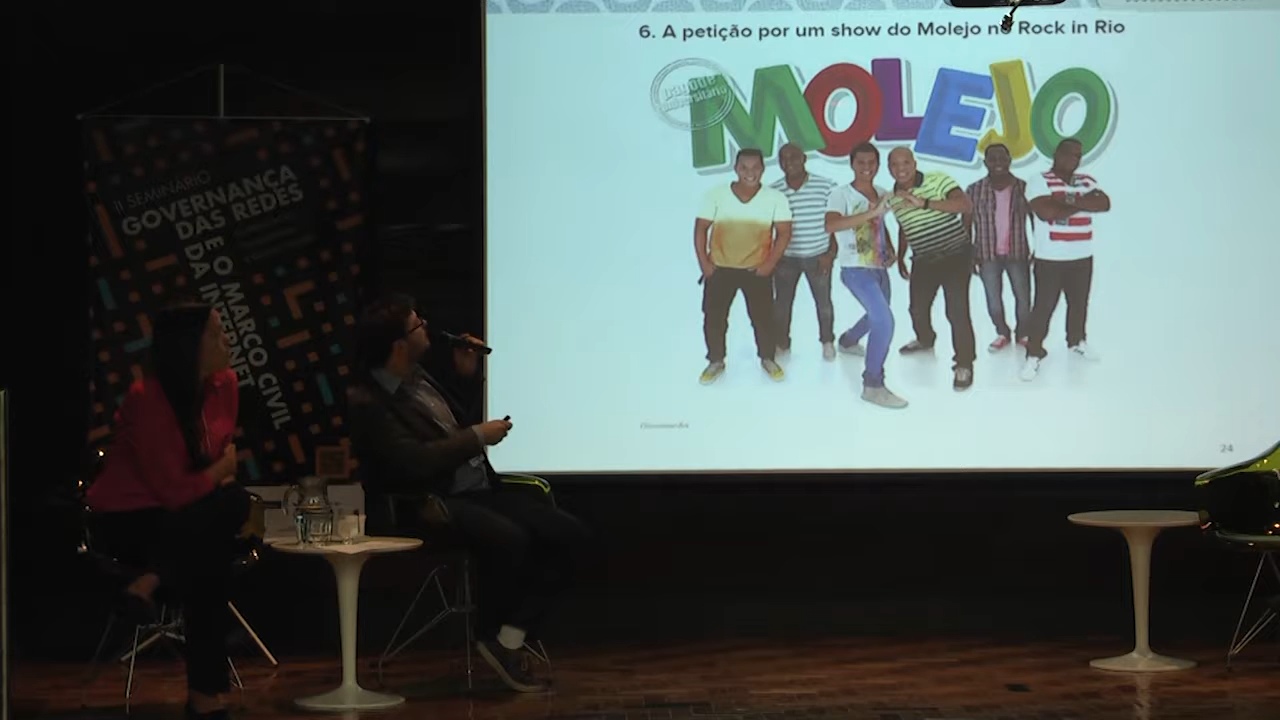 6. A petição por um show do Molejo no Rock in Rio
pagode
universitário
MOLEJO
24
II SEMINÁRIO
GOVERNANÇA
DAS REDES
E O MARCO CIVIL
DA INTERNET